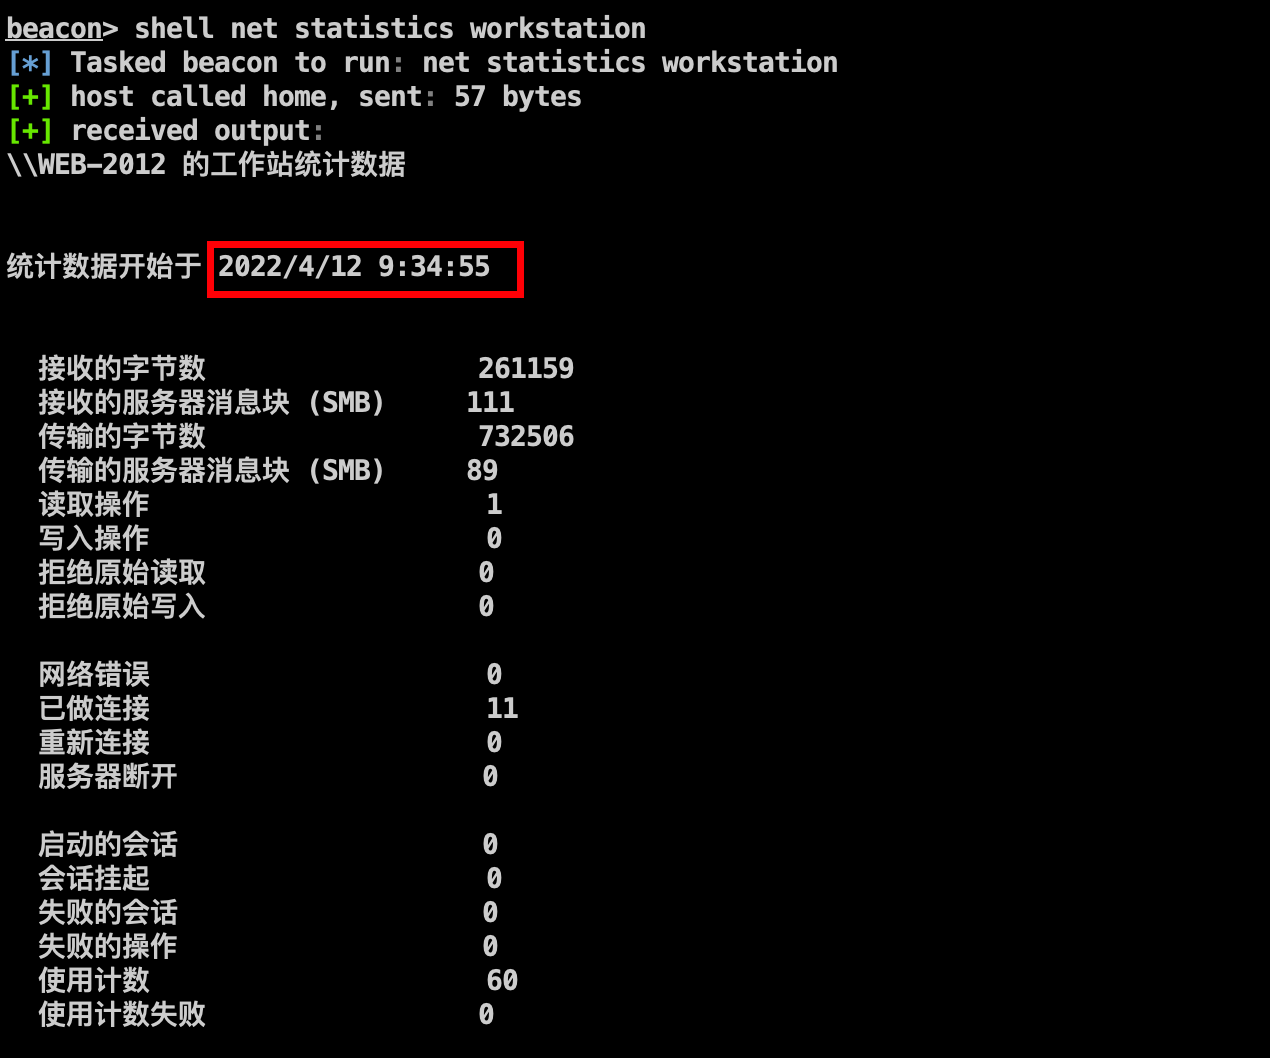 beacon> shell net statistics workstation
[*] Tasked beacon to run: net statistics workstation
[+] host called home, sent: 57 bytes
[+] received output:
\\WEB-2012 的工作站统计数据
统计数据开始于 2022/4/12 9:34:55
接收的字节数 261159
接收的服务器消息块 (SMB) 111
传输的字节数 732506
传输的服务器消息块 (SMB) 89
读取操作 1
写入操作 0
拒绝原始读取 0
拒绝原始写入 0
网络错误 0
已做连接 11
重新连接 0
服务器断开 0
启动的会话 0
会话挂起 0
失败的会话 0
失败的操作 0
使用计数 60
使用计数失败 0